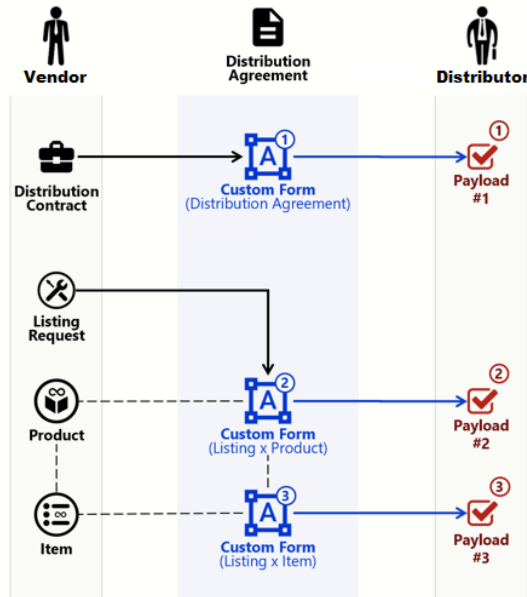 Vendor
Distribution
Agreement
Distributor
Distribution
Contract
A
1
Custom Form
(Distribution Agreement)
1
Payload
#1
Listing
Request
Product
A
2
Custom Form
(Listing x Product)
2
Payload
#2
Item
A
3
Custom Form
(Listing x Item)
3
Payload
#3